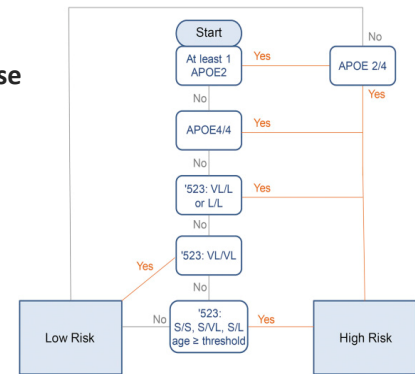 se
Start
At least 1
APOE2
Yes
No
APOE 2/4
Yes
No
APOE4/4
Yes
No
'523: VL/L
or L/L
Yes
No
'523: VL/VL
Yes
No
'523:
S/S, S/VL, S/L
age ≥ threshold
No
Yes
Low Risk
High Risk